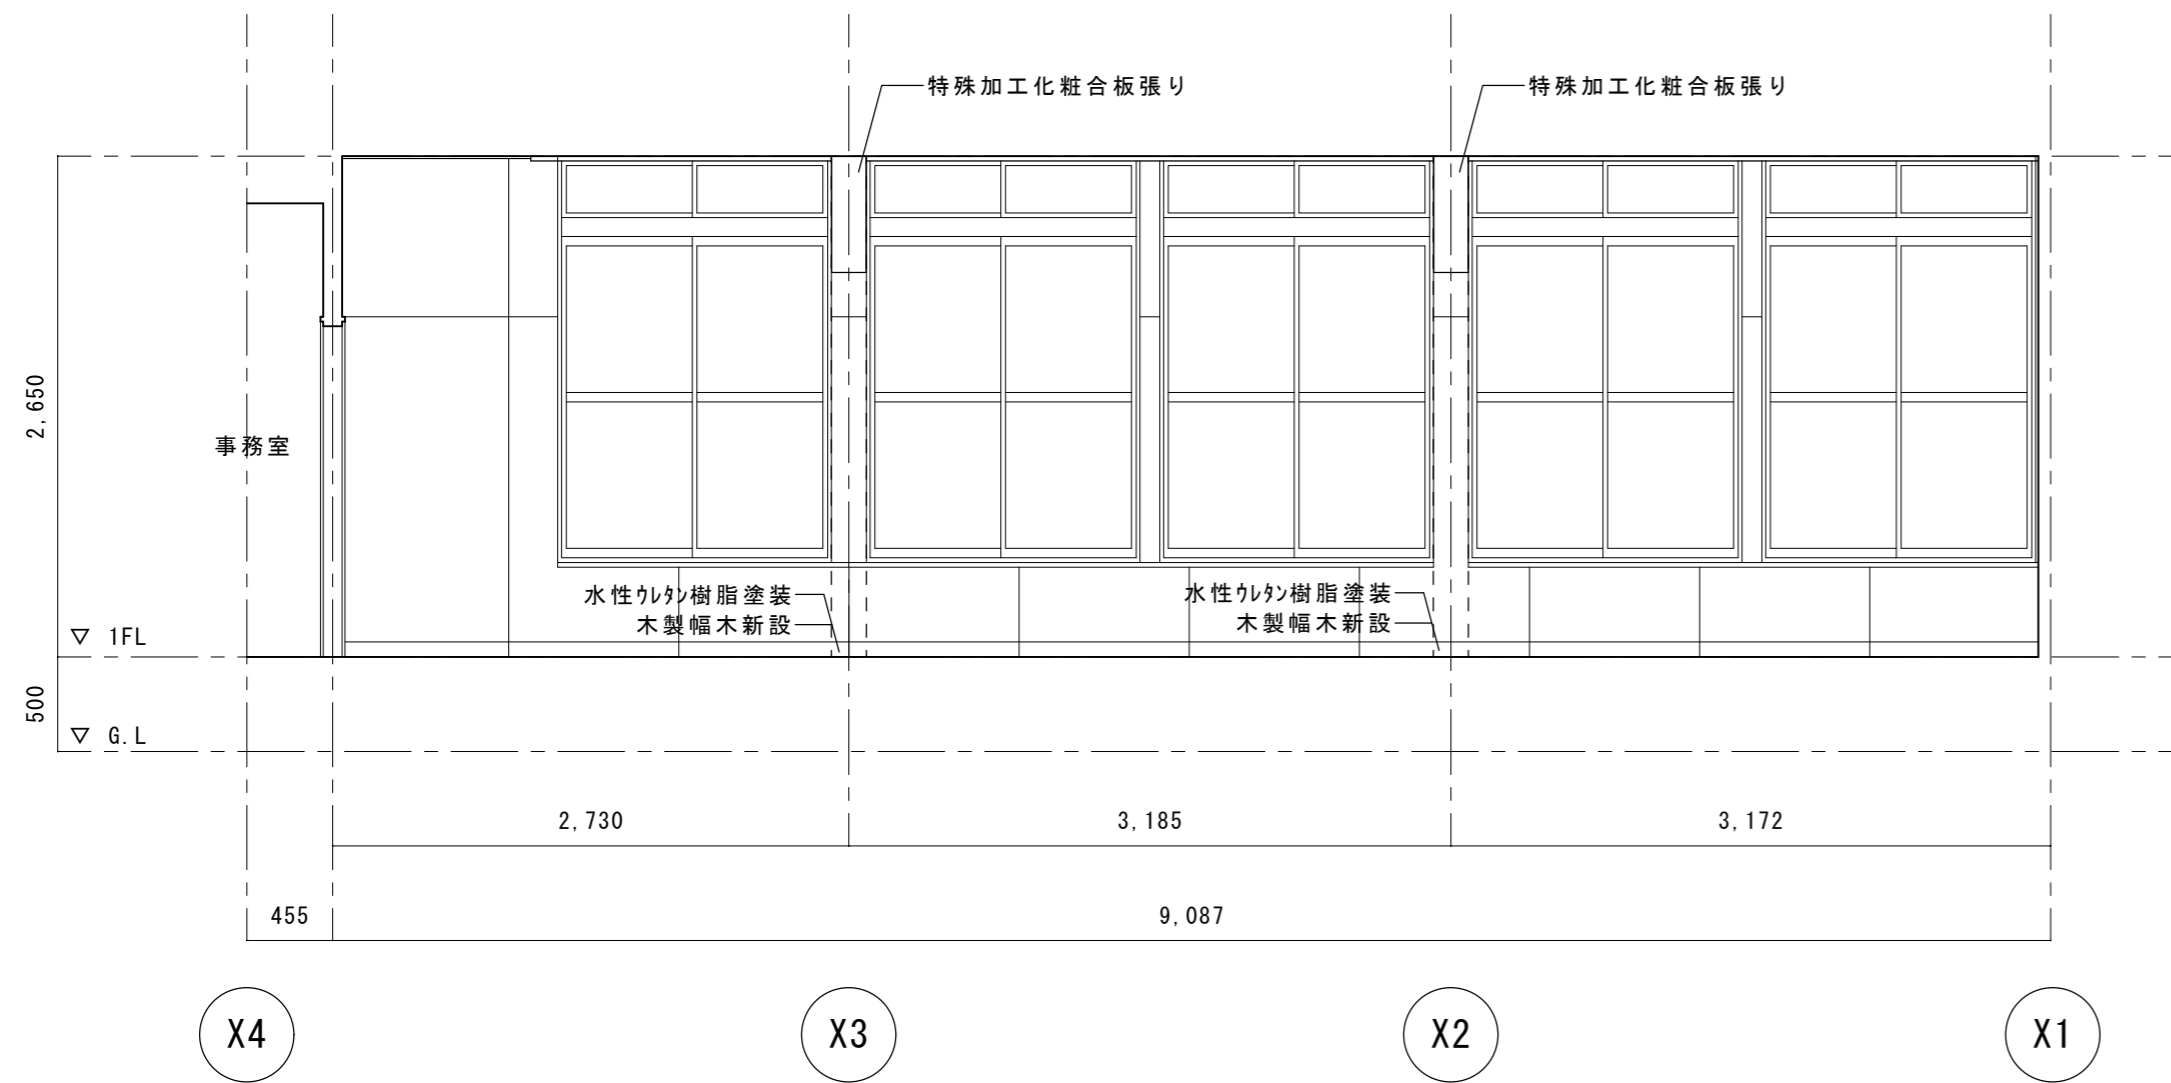 特殊加工化粧合板張り
特殊加工化粧合板張り
2,650
事務室
水性ｳﾚﾀﾝ樹脂塗装
木製幅木新設
水性ｳﾚﾀﾝ樹脂塗装
木製幅木新設
▽ 1FL
500
▽ G.L
2,730
3,185
3,172
455
9,087
X4
X3
X2
X1